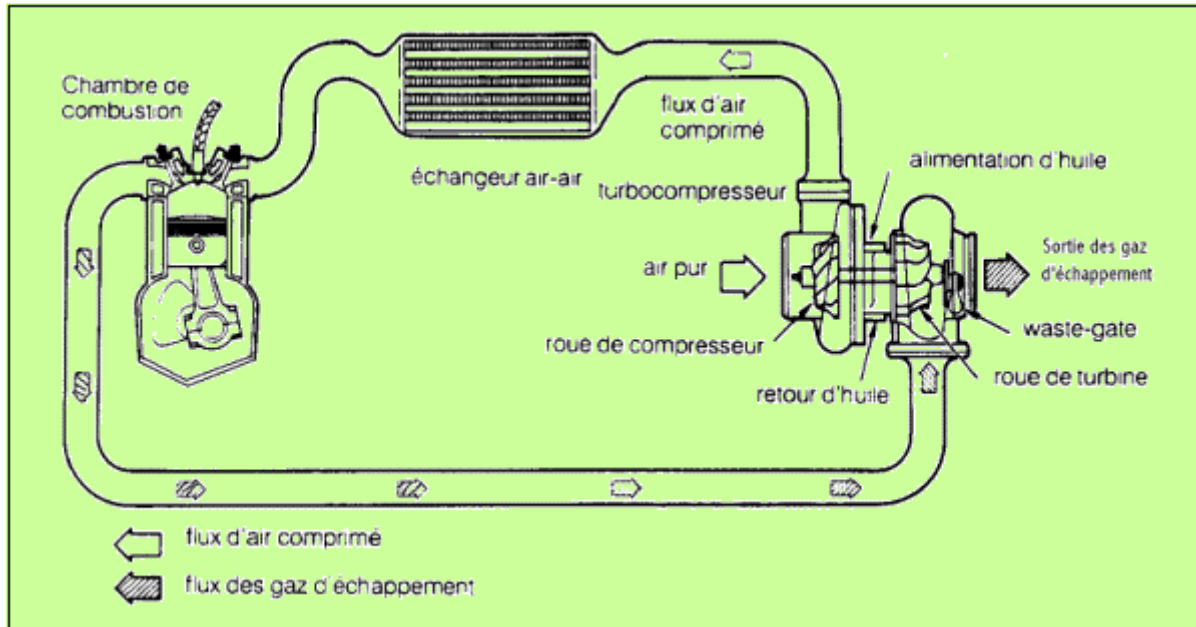 Chambre de
combustion
flux d'air
comprimé
échangeur air-air
turbocompresseur
alimentation d'huile
air pur
Sortie des gaz
d'échappement
roue de compresseur
waste-gate
retour d'huile
roue de turbine
flux d'air comprimé
flux des gaz d'échappement